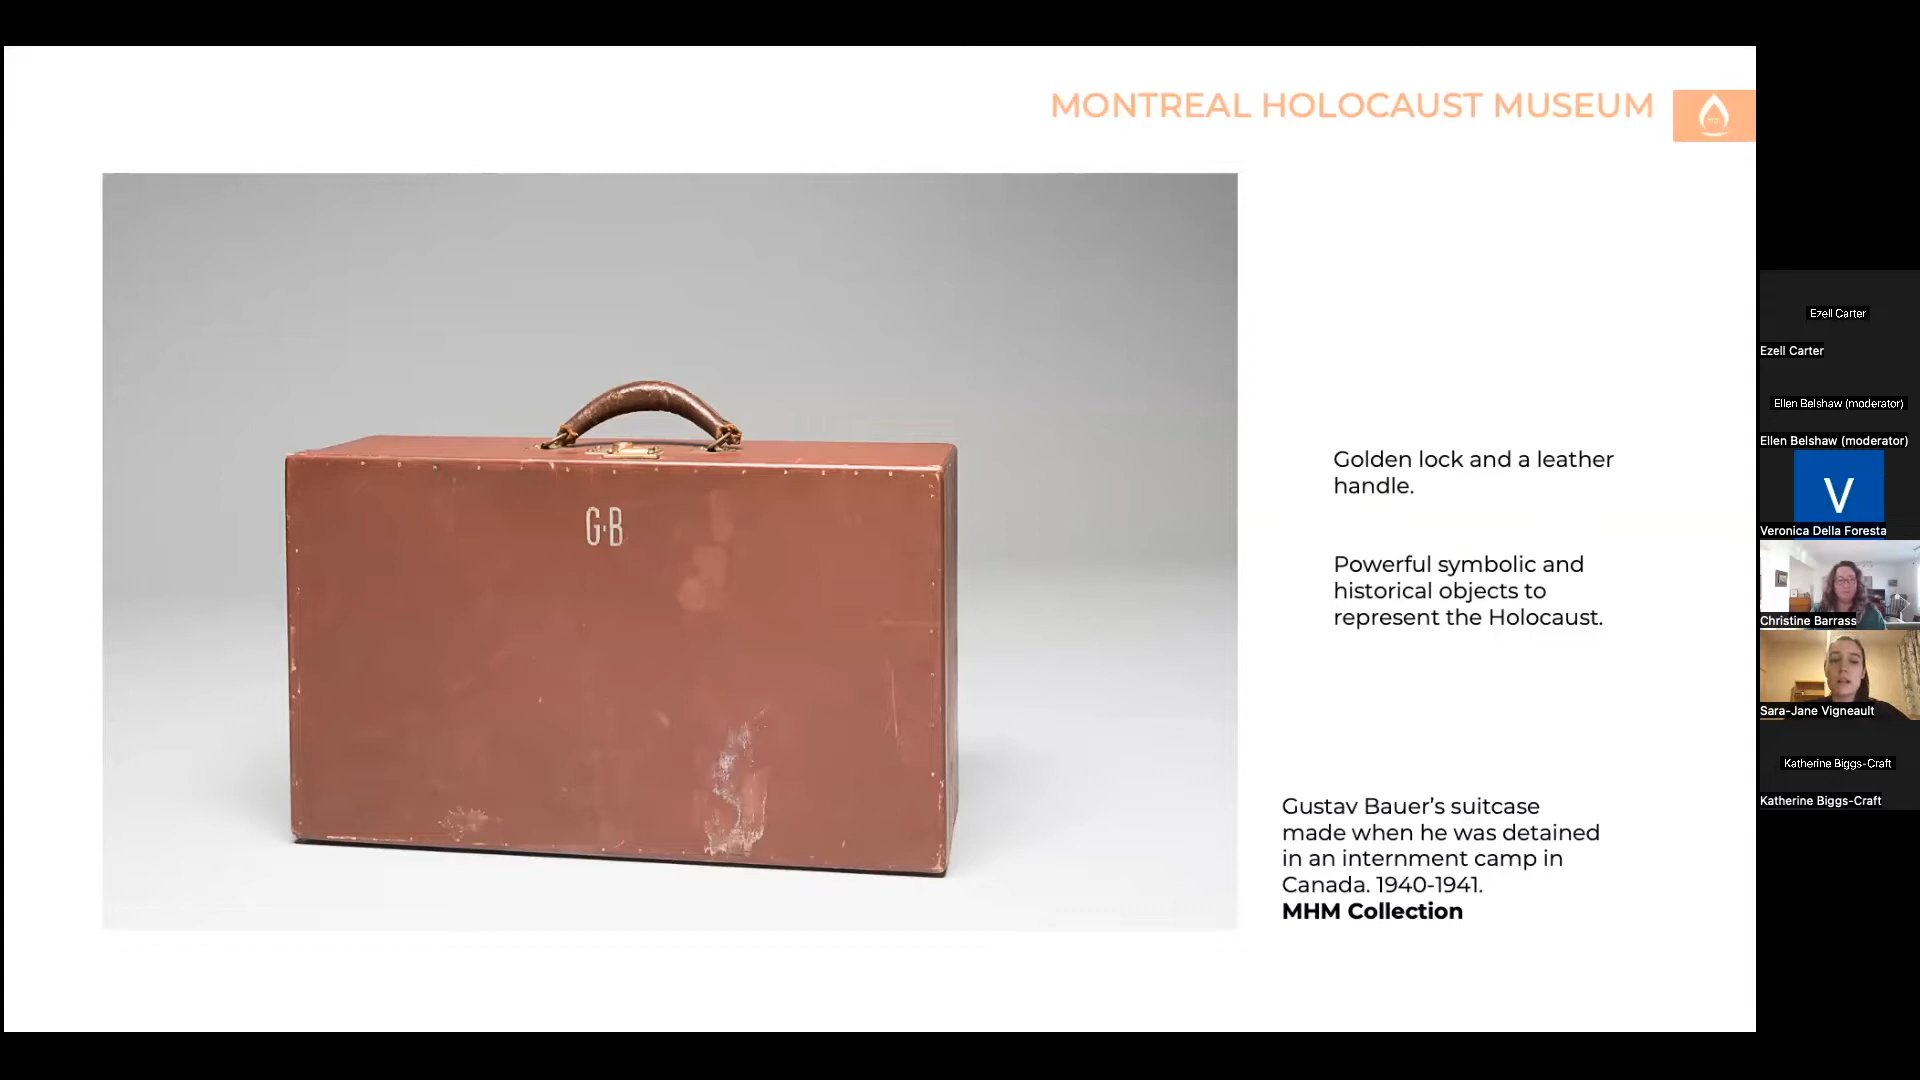 MONTREAL HOLOCAUST MUSEUM
G·B
Golden lock and a leather
handle.
Powerful symbolic and
historical objects to
represent the Holocaust.
Gustav Bauer’s suitcase
made when he was detained
in an internment camp in
Canada. 1940-1941.
MHM Collection
Ezell Carter
Ezell Carter
Ellen Belshaw (moderator)
Ellen Belshaw (moderator)
V
Veronica Della Foresta
Christine Barrass
Sara-Jane Vigneault
Katherine Biggs-Craft
Katherine Biggs-Craft